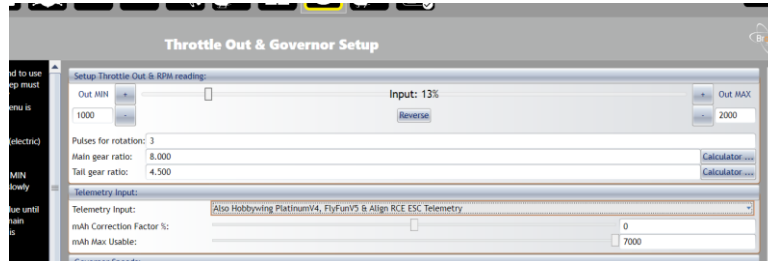 Throttle Out & Governor Setup
Br
nd to use
ep must
enu is
(electric)
MIN
lowly
lue until
main
is
Setup Throttle Out & RPM reading:
Out MIN + Input: 13% + Out MAX
1000 - Reverse - 2000
Pulses for rotation: 3
Main gear ratio: 8.000 Calculator ...
Tail gear ratio: 4.500 Calculator ...
Telemetry Input:
Telemetry Input: Also Hobbywing PlatinumV4, FlyFunV5 & Align RCE ESC Telemetry
mAh Correction Factor %: 0
mAh Max Usable: 7000